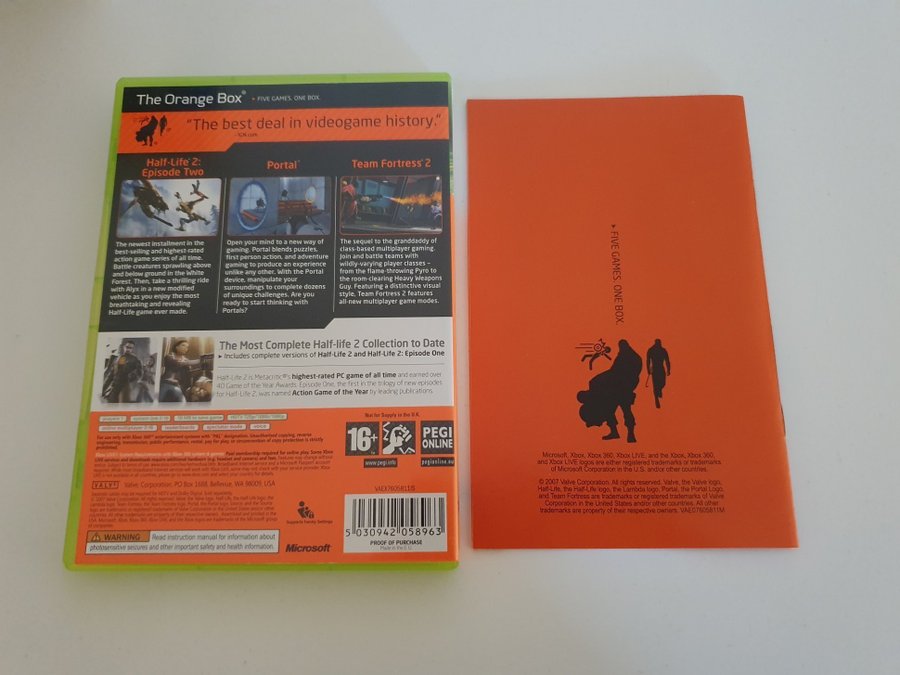 The Orange Box ▸ FIVE GAMES. ONE BOX.
"The best deal in videogame history."
- IGN.com
Half-Life 2:
Episode Two
The newest installment in the
best-selling and highest-rated
action game series of all time.
Battle creatures sprawling above
and below ground in the White
Forest. Then, take a thrilling ride
with Alyx in a new modified
vehicle as you enjoy the most
breathtaking and revealing
Half-Life game ever made.
Portal™
Open your mind to a new way of
gaming. Portal blends puzzles,
first person action, and adventure
gaming to produce an experience
unlike any other. With the Portal
device, manipulate your
surroundings to complete dozens
of unique challenges. Are you
ready to start thinking with
Portals?
Team Fortress 2
The sequel to the granddaddy of
class-based multiplayer gaming.
Join and battle teams with
wildly-varying player classes –
from the flame-throwing Pyro to
the room-clearing Heavy Weapons
Guy. Featuring a distinctive visual
style, Team Fortress 2 features
all-new multiplayer game modes.
The Most Complete Half-life 2 Collection to Date
▸ Includes complete versions of Half-Life 2 and Half-Life 2: Episode One
Half-Life 2 is Metacritic®'s highest-rated PC game of all time and earned over
40 Game of the Year Awards. Episode One, the first in the trilogy of new episodes
for Half-Life 2, was named Action Game of the Year by leading publications.
Not for Supply in the U.K.
16+
www.pegi.info
PEGI
ONLINE
pegionline.eu
VALVE Valve Corporation, PO Box 1688, Bellevue, WA 98009, USA
VAEX7605811IS
Supports Family Settings
WARNING Read instruction manual for information about
photosensitive seizures and other important safety and health information.
Microsoft
5 030942 058963
PROOF OF PURCHASE
Made in the E.U.
▸ FIVE GAMES. ONE BOX.
Microsoft, Xbox, Xbox 360, Xbox LIVE, and the Xbox, Xbox 360,
and Xbox LIVE logos are either registered trademarks or trademarks
of Microsoft Corporation in the U.S. and/or other countries.
© 2007 Valve Corporation. All rights reserved. Valve, the Valve logo,
Half-Life, the Half-Life logo, the Lambda logo, Portal, the Portal Logo,
and Team Fortress are trademarks or registered trademarks of Valve
Corporation in the United States and/or other countries. All other
trademarks are property of their respective owners. VAE07605811M